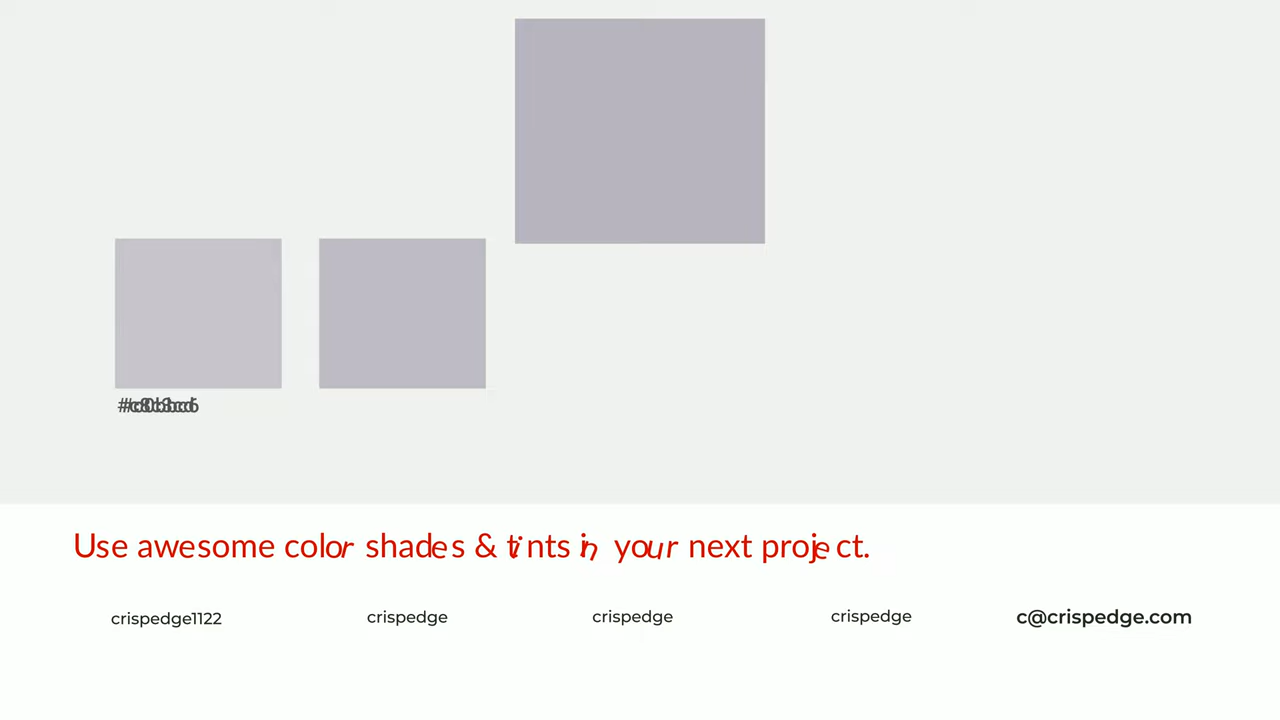 Use awesome color shades & tints in your next project.
crispedge1122 crispedge crispedge crispedge c@crispedge.com